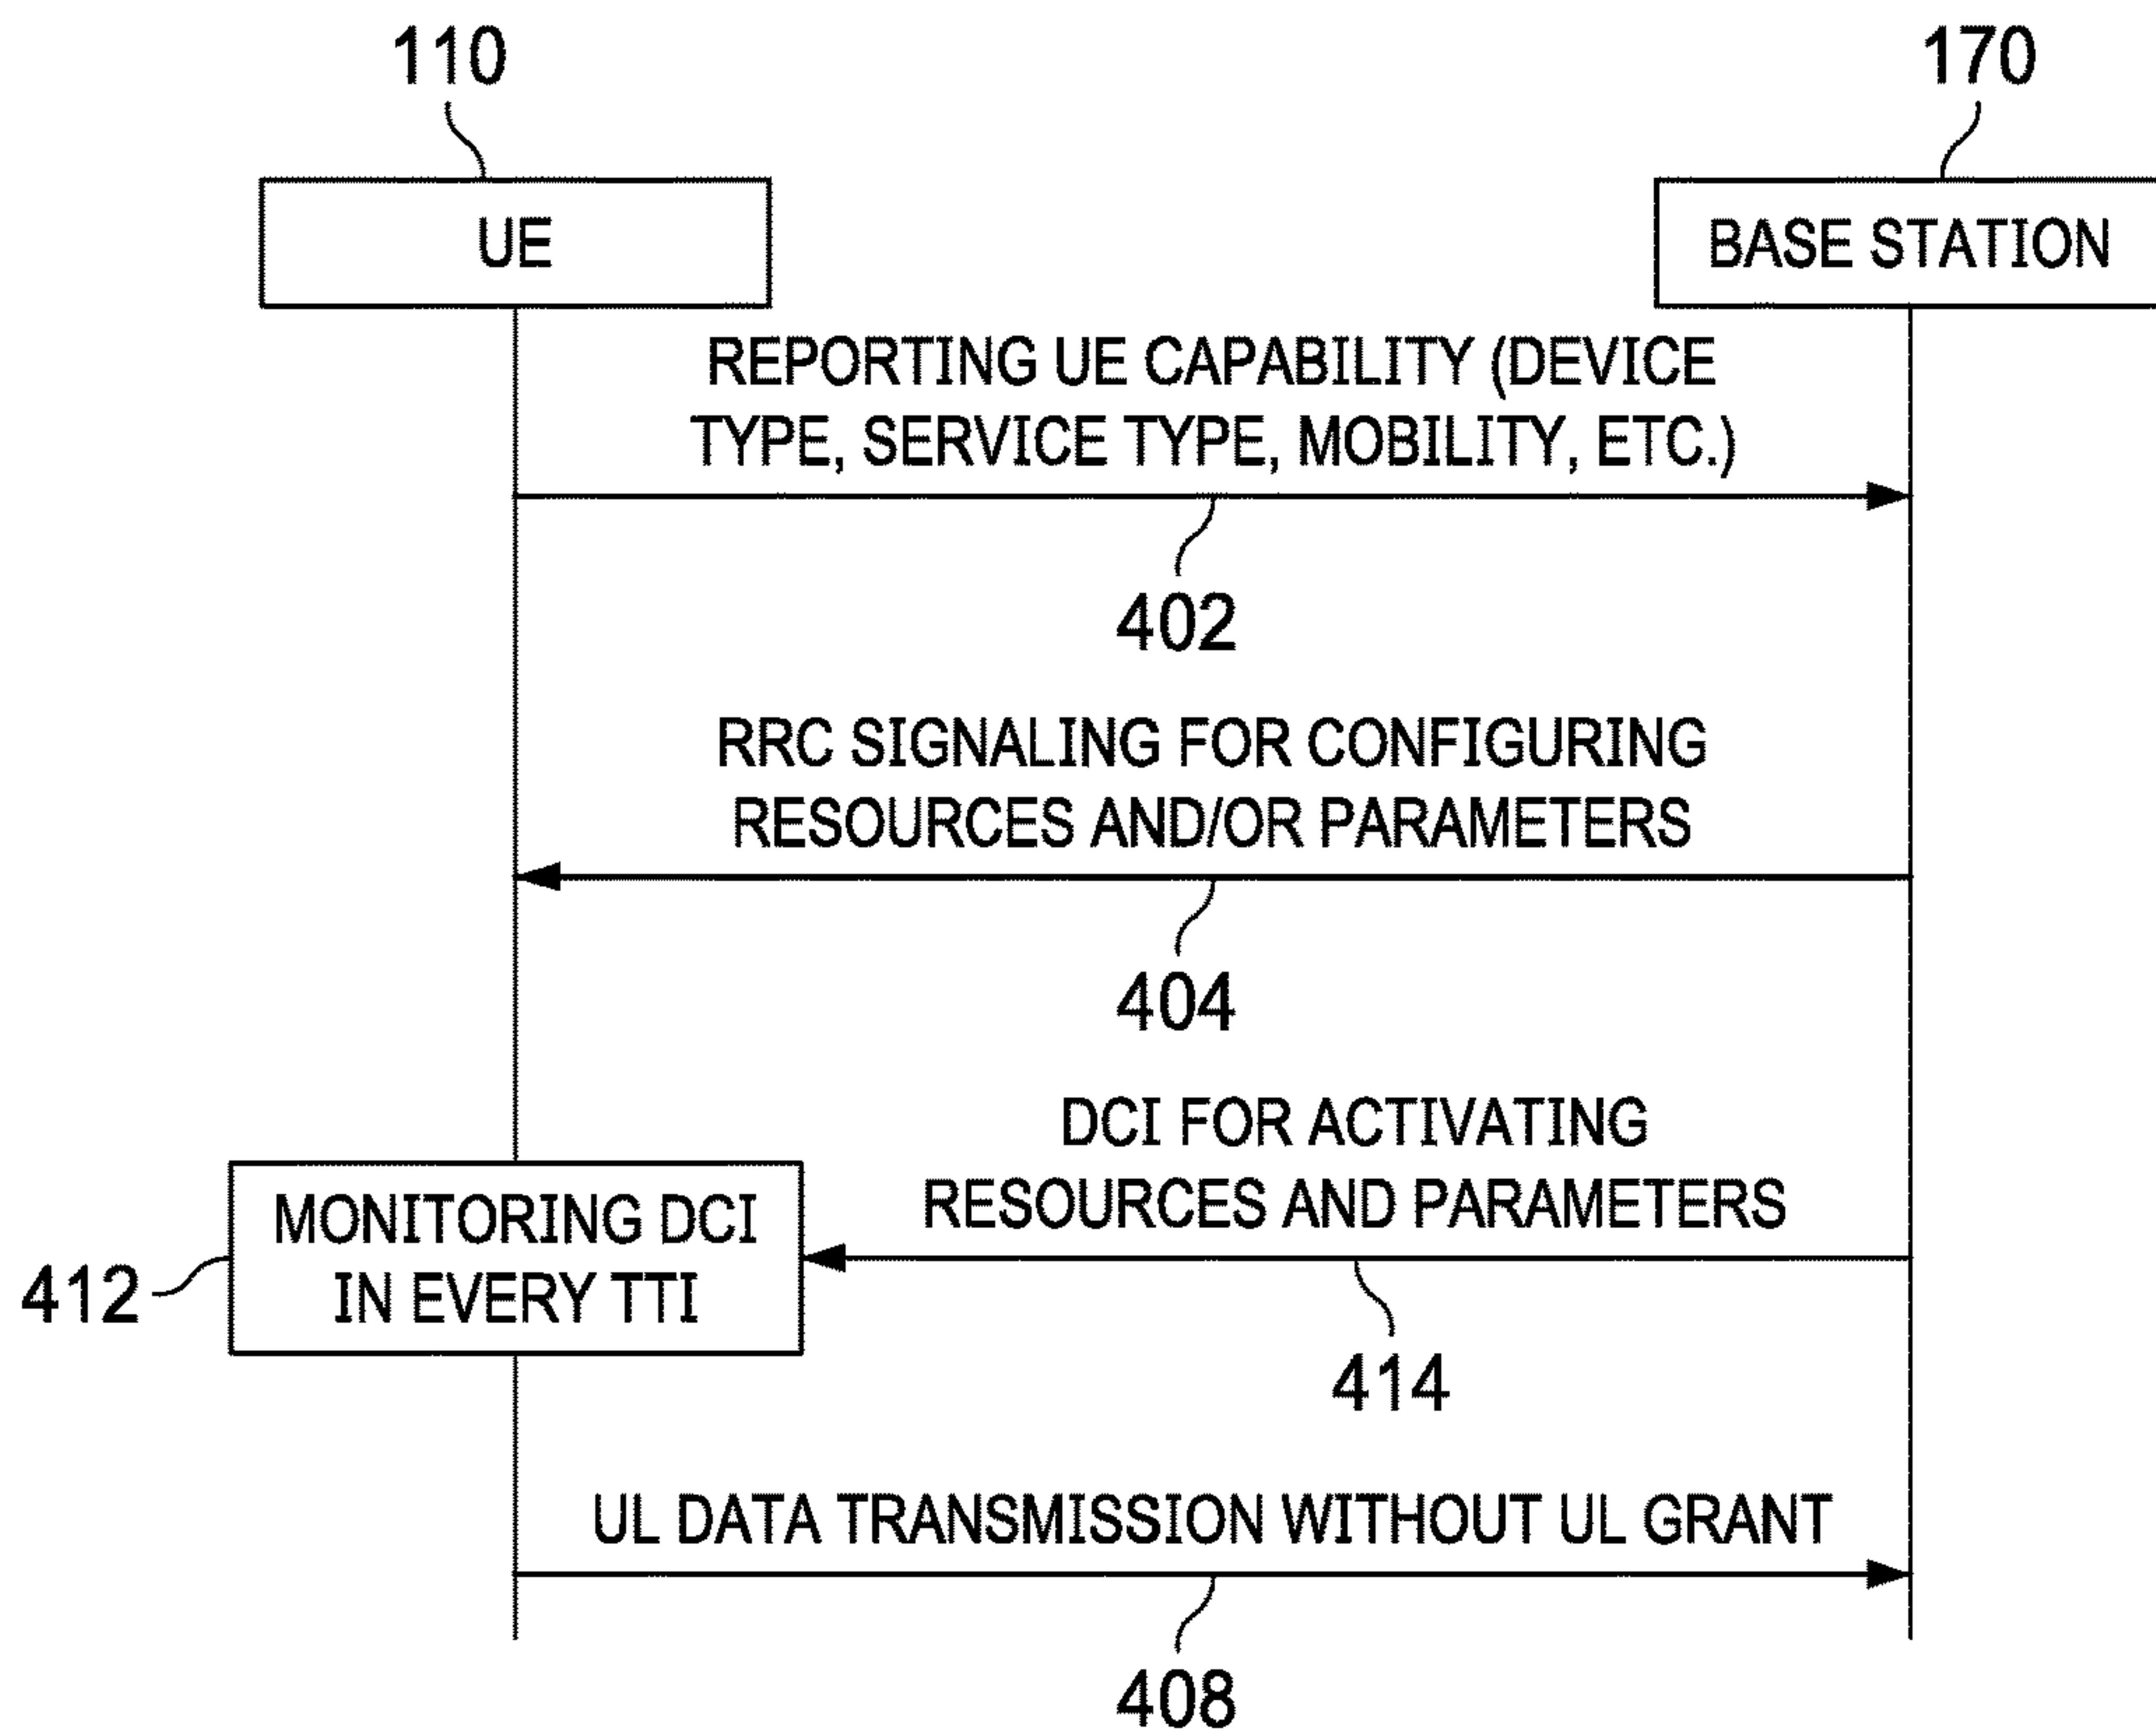 110
170
UE
BASE STATION
REPORTING UE CAPABILITY (DEVICE
TYPE, SERVICE TYPE, MOBILITY, ETC.)
402
RRC SIGNALING FOR CONFIGURING
RESOURCES AND/OR PARAMETERS
404
DCI FOR ACTIVATING
RESOURCES AND PARAMETERS
MONITORING DCI
IN EVERY TTI
412
414
UL DATA TRANSMISSION WITHOUT UL GRANT
408